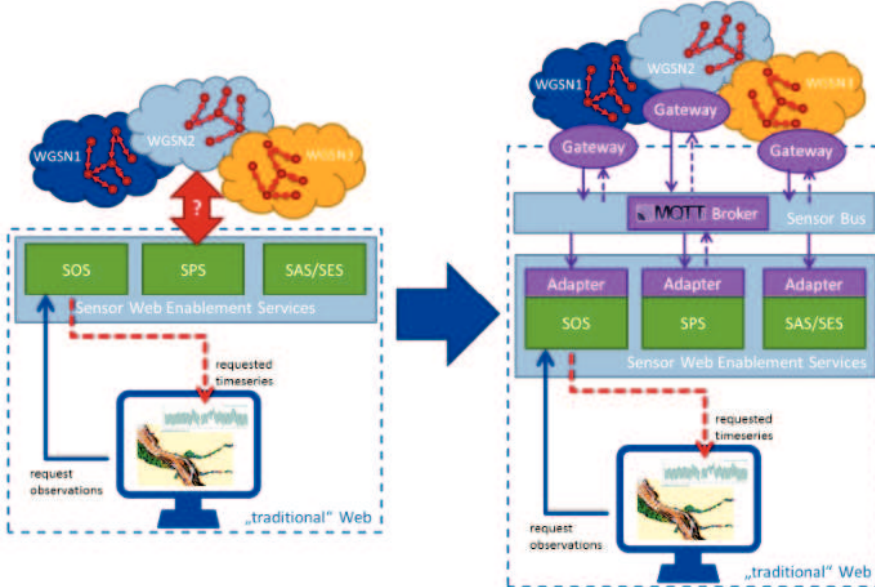 WGSN1
WGSN2
WGSN3
?
SOS
SPS
SAS/SES
Sensor Web Enablement Services
requested
timeseries
request
observations
„traditional“ Web
WGSN1
WGSN2
WGSN3
Gateway
Gateway
Gateway
MQTT Broker
Sensor Bus
Adapter
Adapter
Adapter
SOS
SPS
SAS/SES
Sensor Web Enablement Services
requested
timeseries
request
observations
„traditional“ Web